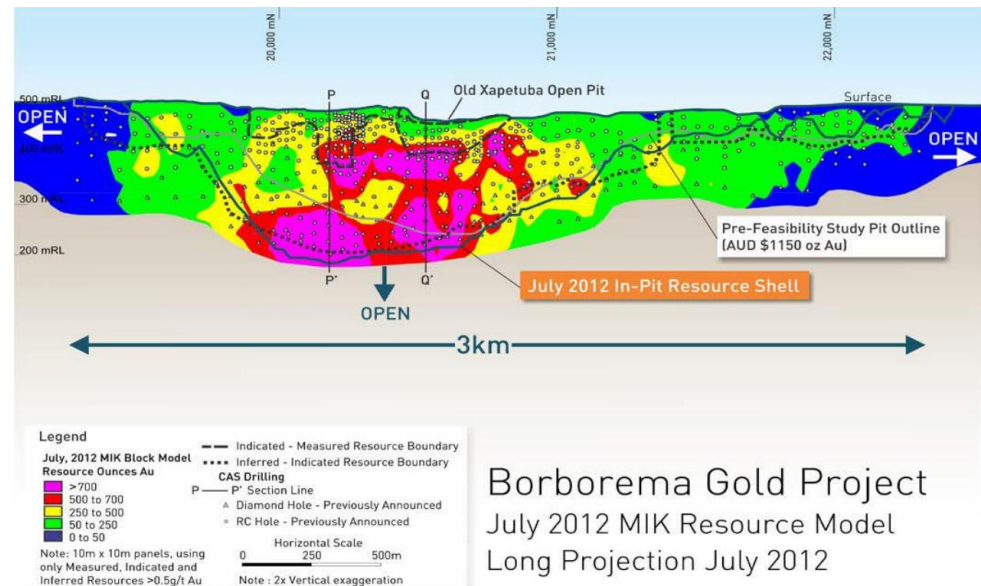 20,000 mN
21,000 mN
22,000 mN
P
Q
Old Xapetuba Open Pit
Surface
500 mRL
OPEN
OPEN
400 mRL
300 mRL
200 mRL
Pre-Feasibility Study Pit Outline
(AUD $1150 oz Au)
P'
Q'
July 2012 In-Pit Resource Shell
OPEN
3km
Legend
July, 2012 MIK Block Model
Resource Ounces Au
>700
500 to 700
250 to 500
50 to 250
0 to 50
Note: 10m x 10m panels, using
only Measured, Indicated and
Inferred Resources >0.5g/t Au
Indicated - Measured Resource Boundary
Inferred - Indicated Resource Boundary
CAS Drilling
P P' Section Line
Diamond Hole - Previously Announced
RC Hole - Previously Announced
Horizontal Scale
0 250 500m
Note : 2x Vertical exaggeration
Borborema Gold Project
July 2012 MIK Resource Model
Long Projection July 2012